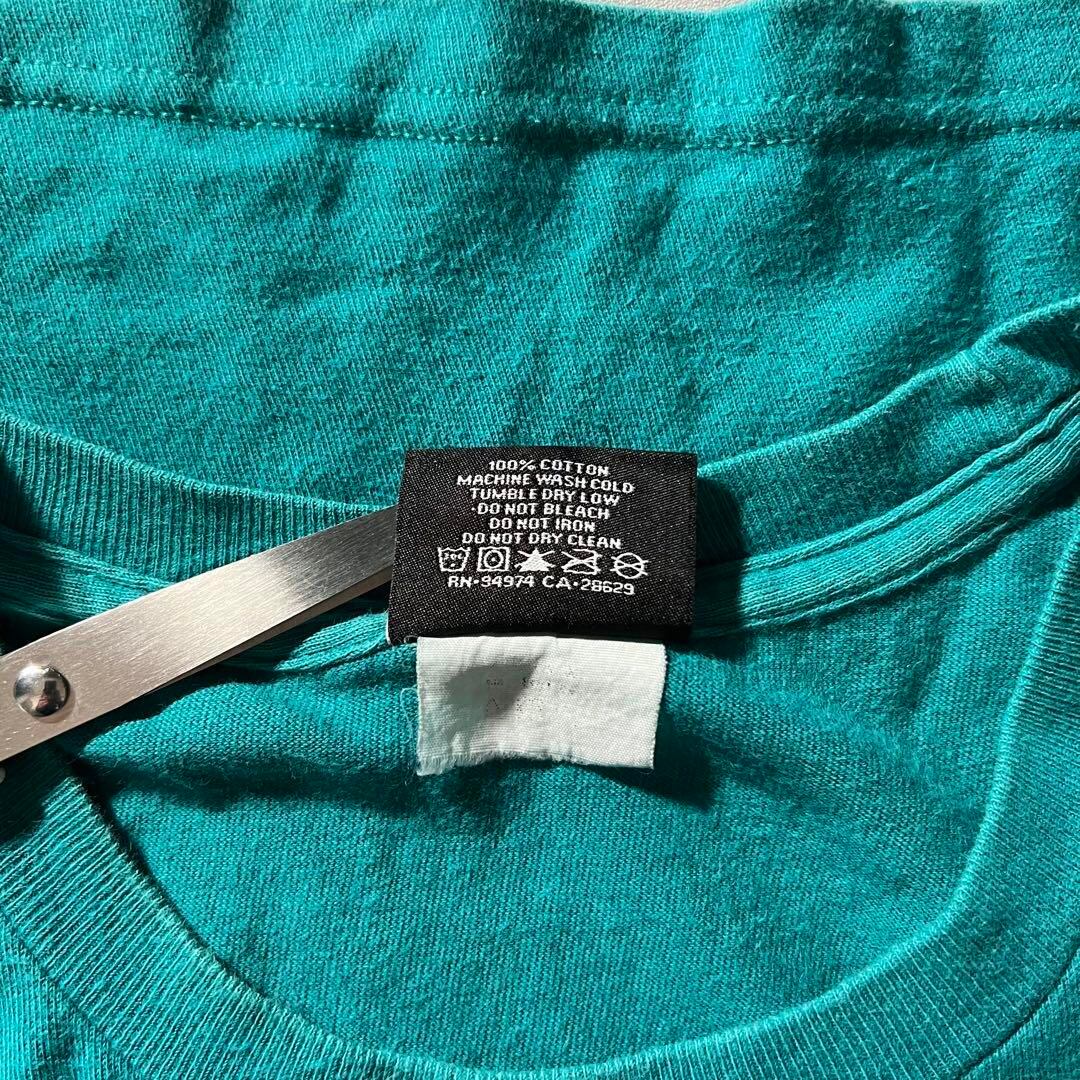 100% COTTON
MACHINE WASH COLD
TUMBLE DRY LOW
•DO NOT BLEACH
DO NOT IRON
DO NOT DRY CLEAN
RN•94974 CA•28629